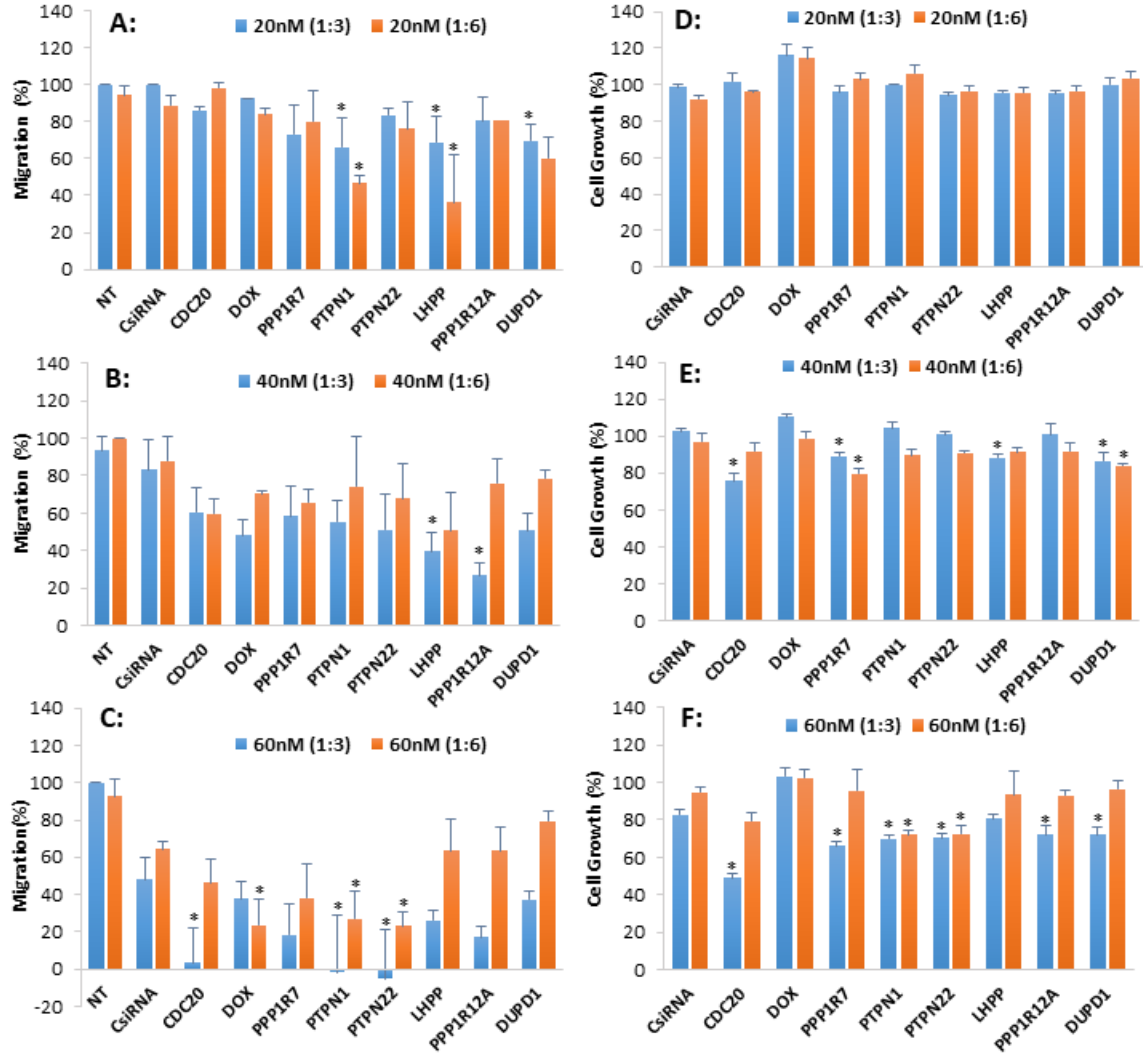 A:
20nM (1:3) 20nM (1:6)
Migration (%)
140
120
100
80
60
40
20
0
* * * * *
NT CsiRNA CDC20 DOX PPP1R7 PTPN1 PTPN22 LHPP PPP1R12A DUPD1
D:
20nM (1:3) 20nM (1:6)
Cell Growth (%)
140
120
100
80
60
40
20
0
CsiRNA CDC20 DOX PPP1R7 PTPN1 PTPN22 LHPP PPP1R12A DUPD1
B:
40nM (1:3) 40nM (1:6)
Migration (%)
140
120
100
80
60
40
20
0
* *
NT CsiRNA CDC20 DOX PPP1R7 PTPN1 PTPN22 LHPP PPP1R12A DUPD1
E:
40nM (1:3) 40nM (1:6)
Cell Growth (%)
140
120
100
80
60
40
20
0
* * * * * *
CsiRNA CDC20 DOX PPP1R7 PTPN1 PTPN22 LHPP PPP1R12A DUPD1
C:
60nM (1:3) 60nM (1:6)
Migration(%)
140
120
100
80
60
40
20
0
-20
* * * * * *
NT CsiRNA CDC20 DOX PPP1R7 PTPN1 PTPN22 LHPP PPP1R12A DUPD1
F:
60nM (1:3) 60nM (1:6)
Cell Growth (%)
140
120
100
80
60
40
20
0
* * * * * * * *
CsiRNA CDC20 DOX PPP1R7 PTPN1 PTPN22 LHPP PPP1R12A DUPD1